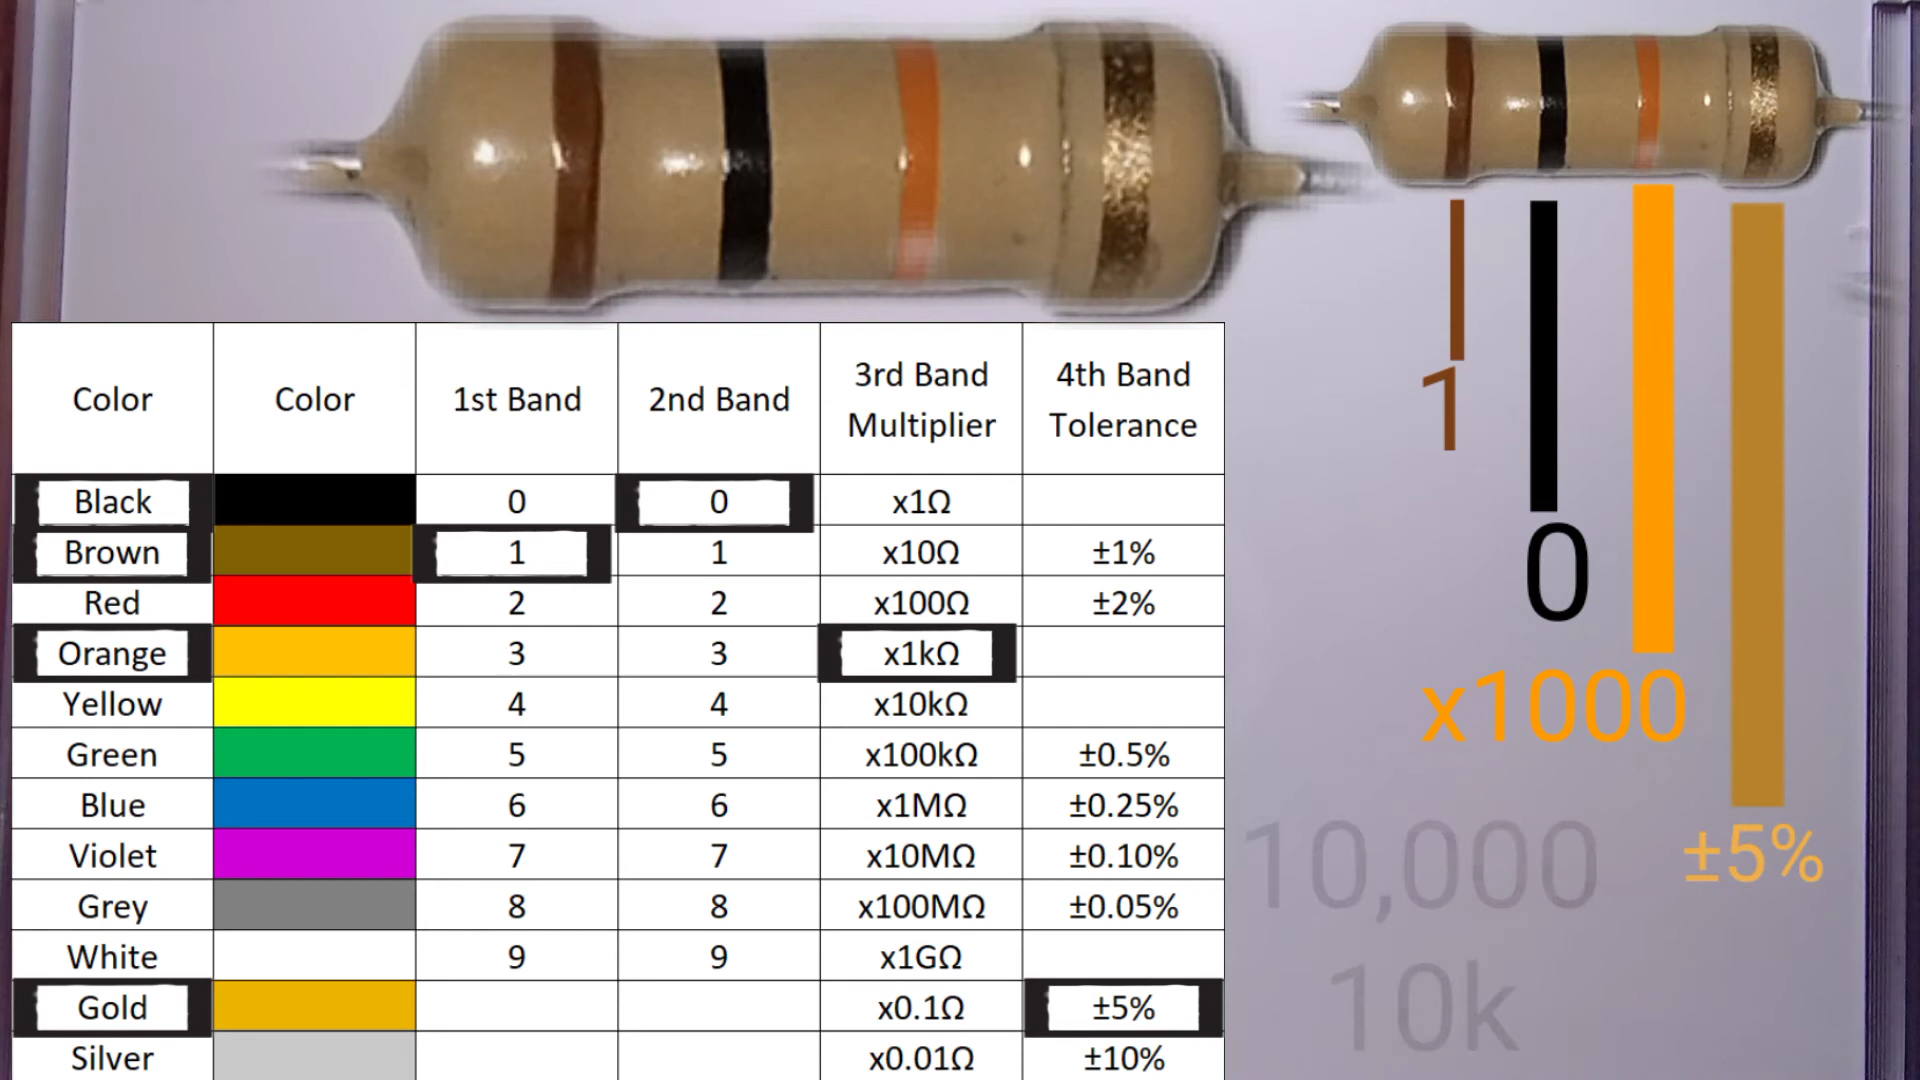 Color Color 1st Band 2nd Band 3rd Band Multiplier 4th Band Tolerance
Black 0 0 x1Ω
Brown 1 1 x10Ω ±1%
Red 2 2 x100Ω ±2%
Orange 3 3 x1kΩ
Yellow 4 4 x10kΩ
Green 5 5 x100kΩ ±0.5%
Blue 6 6 x1MΩ ±0.25%
Violet 7 7 x10MΩ ±0.10%
Grey 8 8 x100MΩ ±0.05%
White 9 9 x1GΩ
Gold x0.1Ω ±5%
Silver x0.01Ω ±10%
1
0
x1000
±5%
10,000
10k